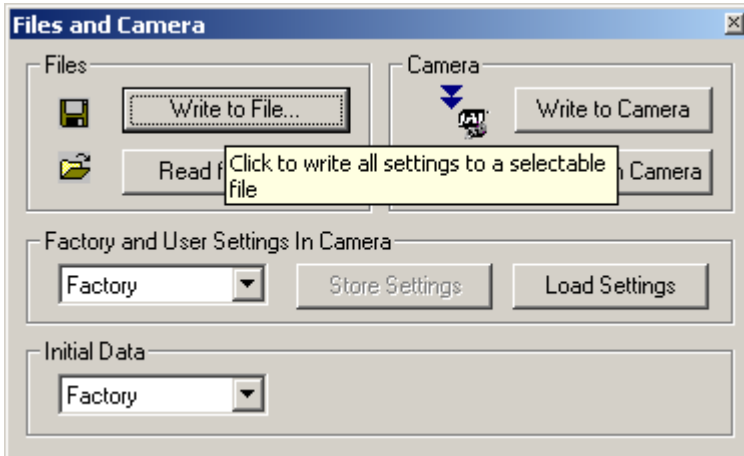 Files and Camera
Files
Camera
Write to File...
Write to Camera
Read f
Click to write all settings to a selectable
file
Camera
Factory and User Settings In Camera
Factory
Store Settings
Load Settings
Initial Data
Factory